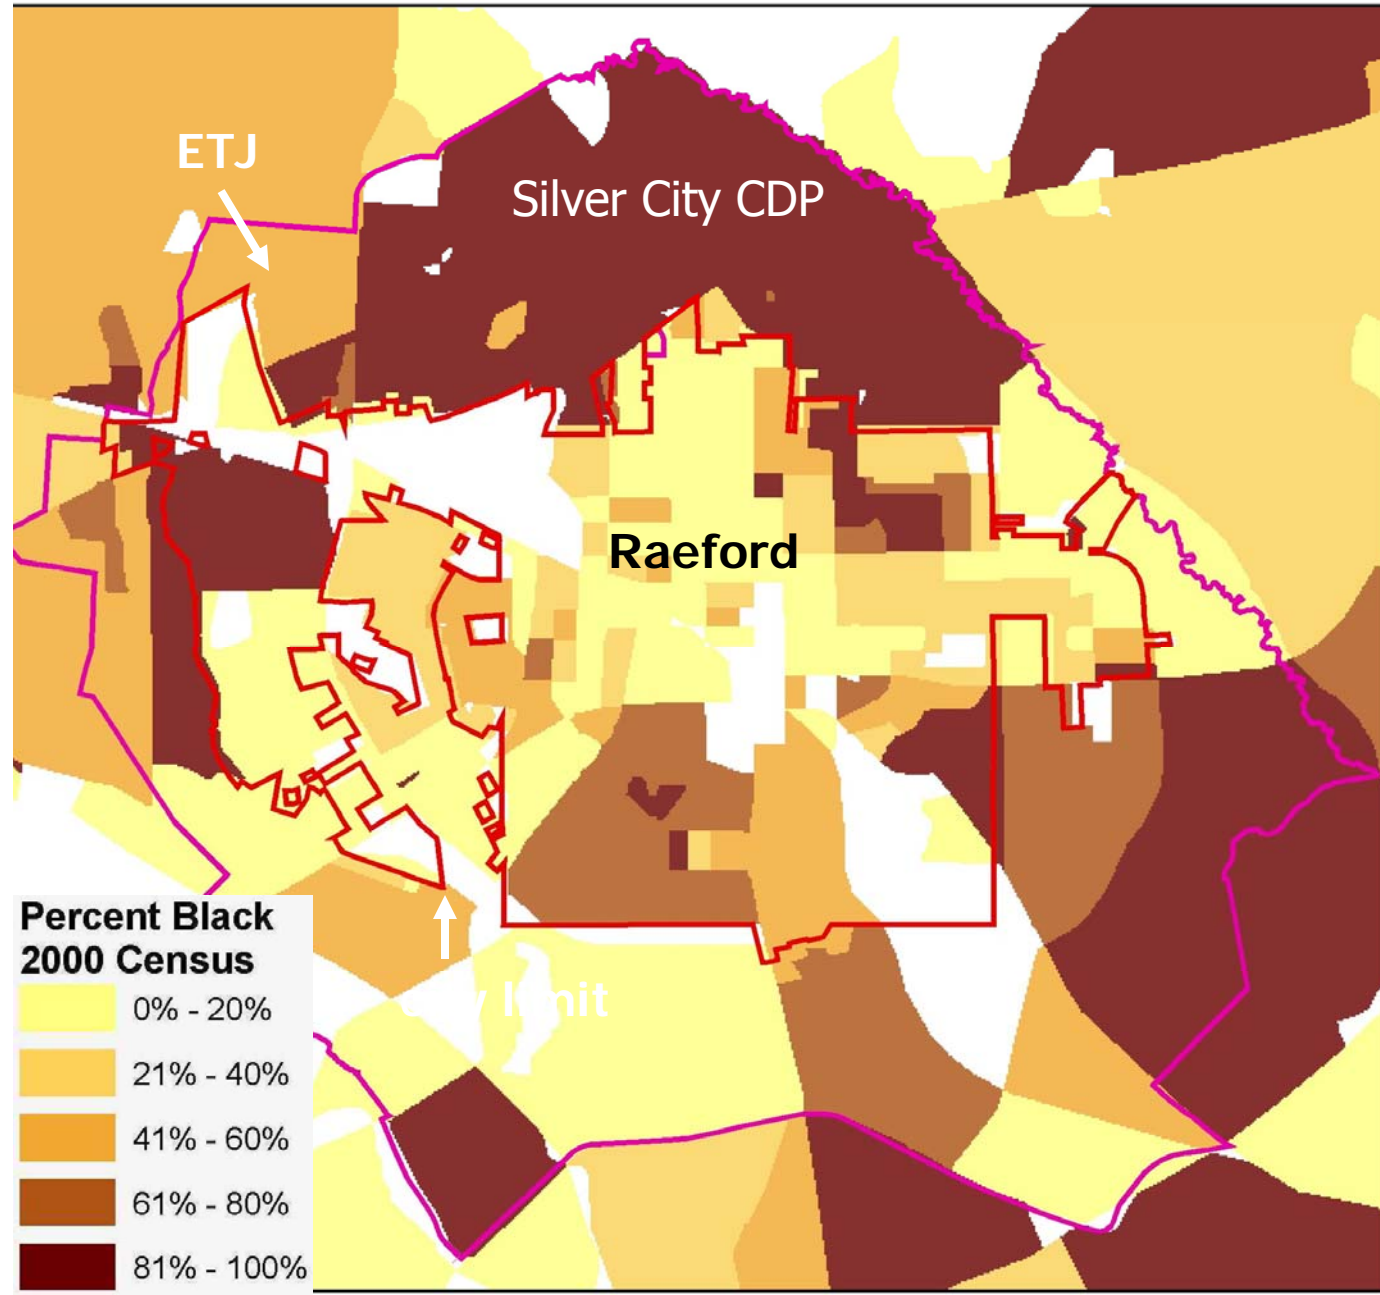 ETJ
Silver City CDP
Raeford
limit
Percent Black
2000 Census
0% - 20%
21% - 40%
41% - 60%
61% - 80%
81% - 100%